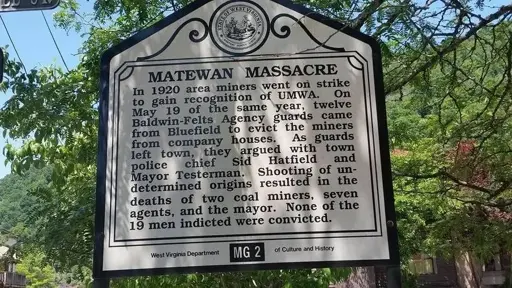 MATEWAN MASSACRE
In 1920 area miners went on strike
to gain recognition of UMWA. On
May 19 of the same year, twelve
Baldwin-Felts Agency guards came
from Bluefield to evict the miners
from company houses. As guards
left town, they argued with town
police chief Sid Hatfield and
Mayor Testerman. Shooting of un-
determined origins resulted in the
deaths of two coal miners, seven
agents, and the mayor. None of the
19 men indicted were convicted.
West Virginia Department MG 2 of Culture and History